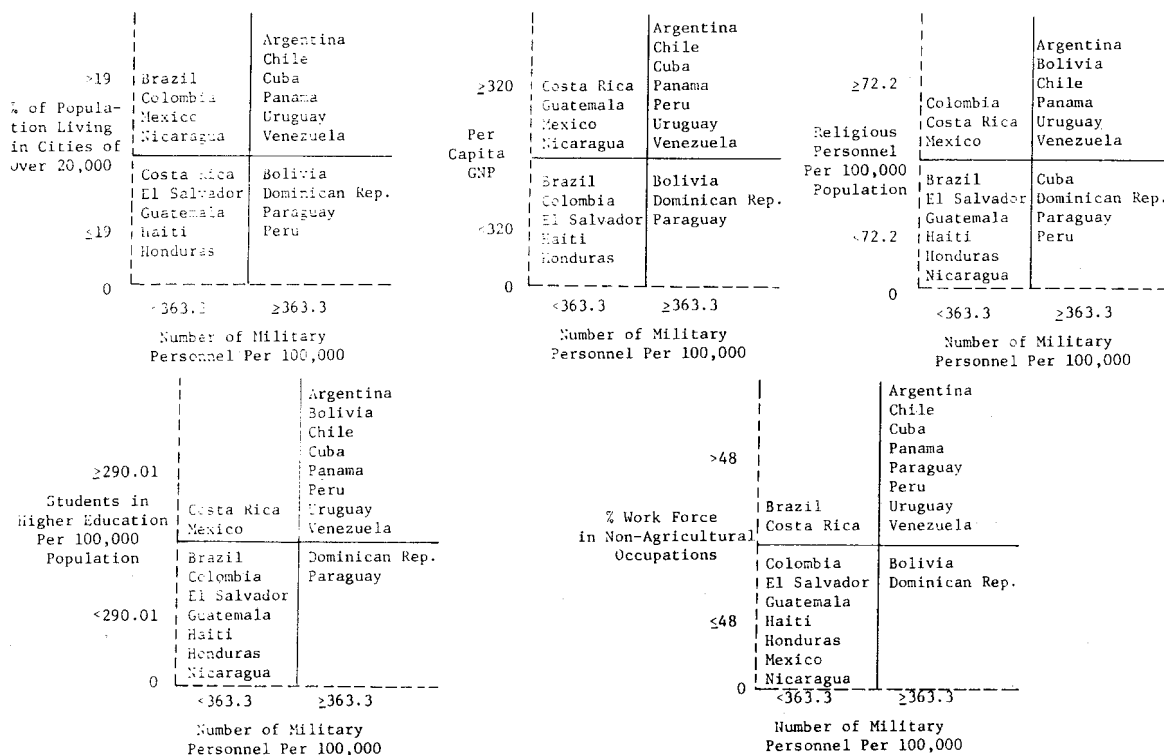 Argentina
Chile
Cuba
Panama
Uruguay
Venezuela
≥19
Brazil
Colombia
Mexico
Nicaragua
% of Popula-
tion Living
in Cities of
over 20,000
Costa Rica
El Salvador
Guatemala
Haiti
Honduras
Bolivia
Dominican Rep.
Paraguay
Peru
≤19
0
<363.3
≥363.3
Number of Military
Personnel Per 100,000
Argentina
Chile
Cuba
Panama
Peru
Uruguay
Venezuela
≥320
Costa Rica
Guatemala
Mexico
Nicaragua
Per
Capita
GNP
Brazil
Colombia
El Salvador
Haiti
Honduras
Bolivia
Dominican Rep.
Paraguay
<320
0
<363.3
≥363.3
Number of Military
Personnel Per 100,000
Argentina
Bolivia
Chile
Panama
Uruguay
Venezuela
≥72.2
Colombia
Costa Rica
Mexico
Religious
Personnel
Per 100,000
Population
Brazil
El Salvador
Guatemala
Haiti
Honduras
Nicaragua
Cuba
Dominican Rep.
Paraguay
Peru
<72.2
0
<363.3
≥363.3
Number of Military
Personnel Per 100,000
Argentina
Bolivia
Chile
Cuba
Panama
Peru
Uruguay
Venezuela
≥290.01
Costa Rica
Mexico
Students in
Higher Education
Per 100,000
Population
Brazil
Colombia
El Salvador
Guatemala
Haiti
Honduras
Nicaragua
Dominican Rep.
Paraguay
<290.01
0
<363.3
≥363.3
Number of Military
Personnel Per 100,000
Argentina
Chile
Cuba
Panama
Paraguay
Peru
Uruguay
Venezuela
>48
Brazil
Costa Rica
% Work Force
in Non-Agricultural
Occupations
Colombia
El Salvador
Guatemala
Haiti
Honduras
Mexico
Nicaragua
Bolivia
Dominican Rep.
≤48
0
<363.3
≥363.3
Number of Military
Personnel Per 100,000